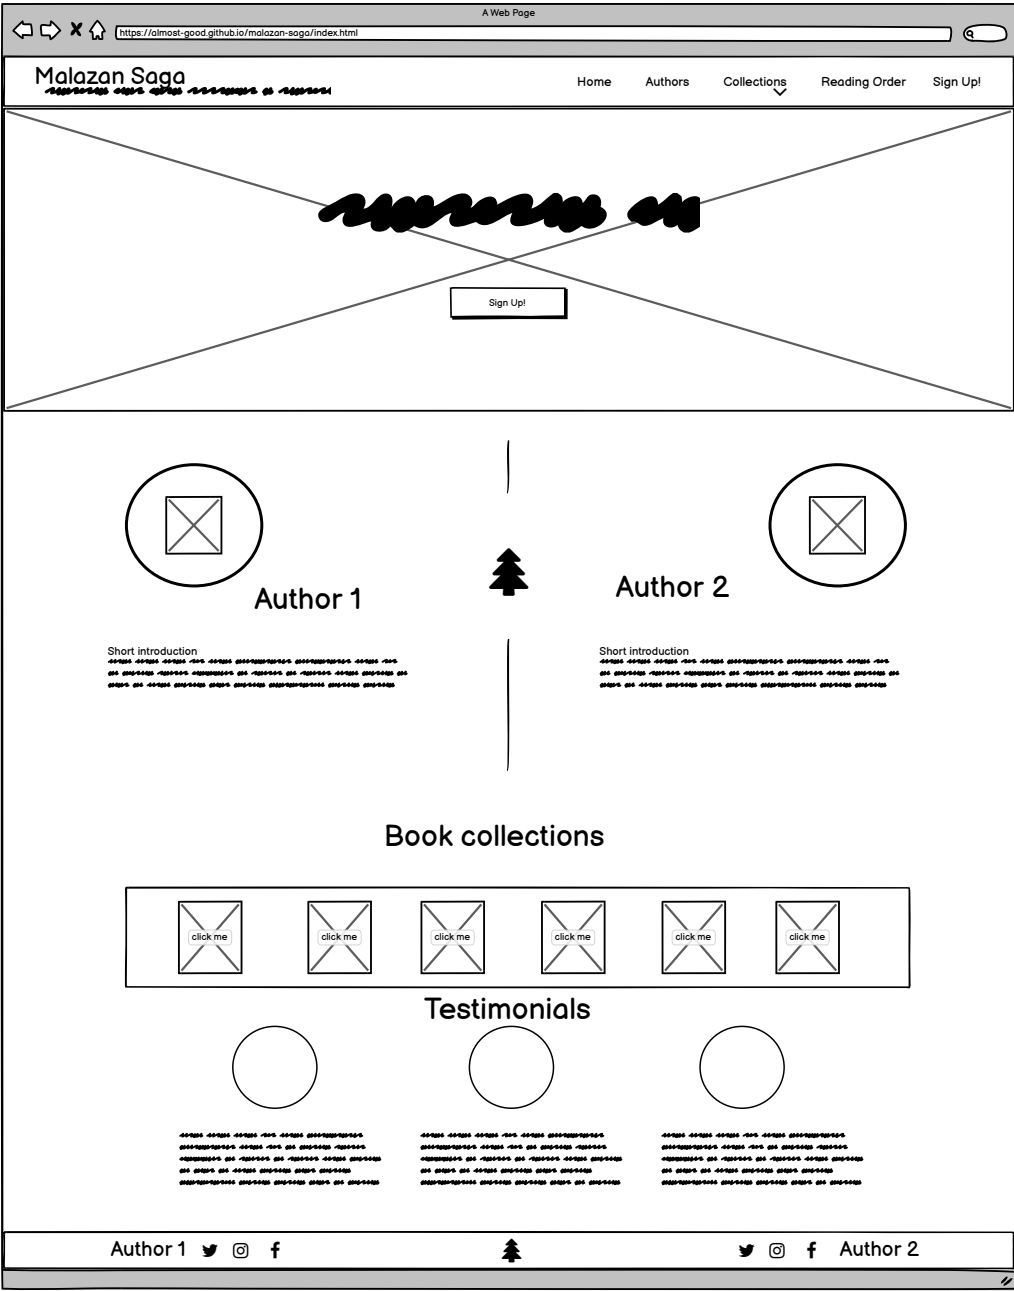 A Web Page
https://almost-good.github.io/malazan-saga/index.html
Malazan Saga
Home Authors Collections Reading Order Sign Up!
Sign Up!
Author 1
Author 2
Short introduction
Short introduction
Book collections
click me click me click me click me click me click me
Testimonials
Author 1
Author 2